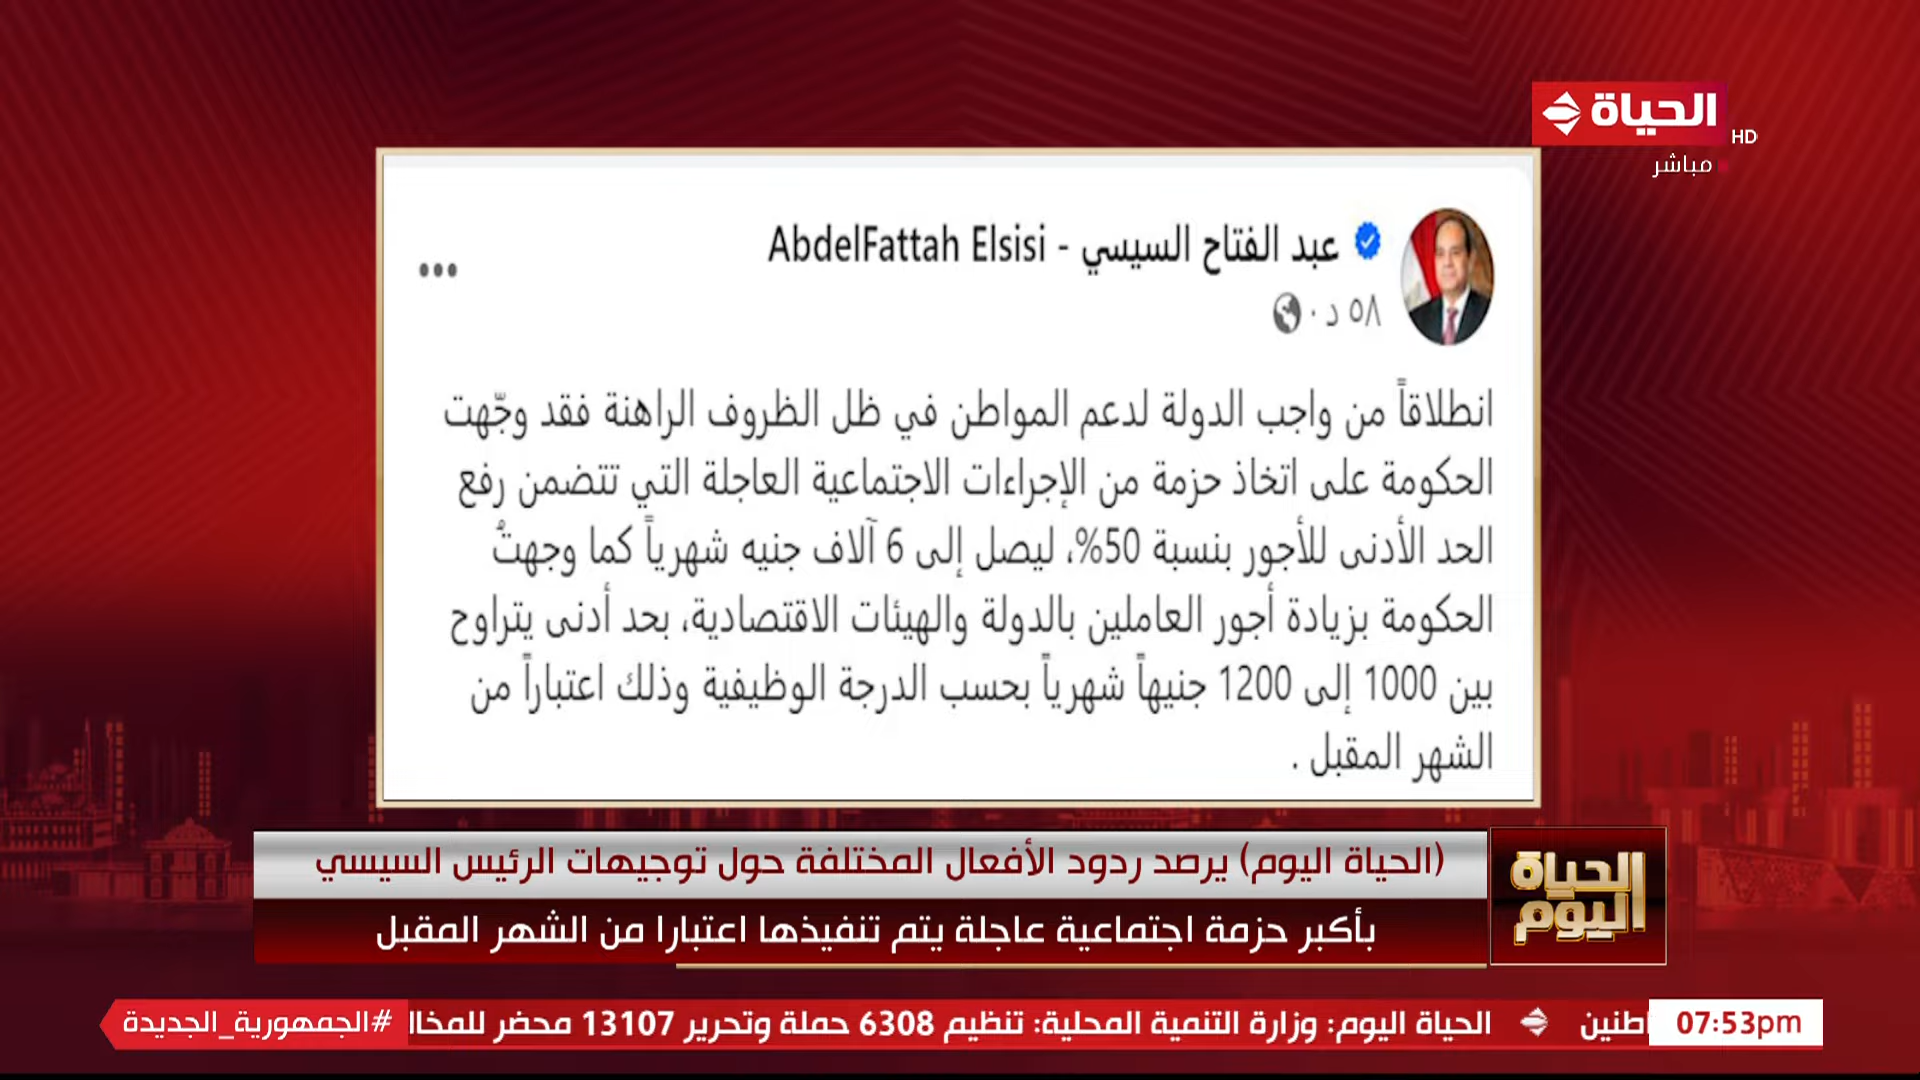 الحياة
HD
مباشر
عبد الفتاح السيسي - AbdelFattah Elsisi
٥٨ د ·
انطلاقاً من واجب الدولة لدعم المواطن في ظل الظروف الراهنة فقد وجّهت
الحكومة على اتخاذ حزمة من الإجراءات الاجتماعية العاجلة التي تتضمن رفع
الحد الأدنى للأجور بنسبة 50%، ليصل إلى 6 آلاف جنيه شهرياً كما وجهتُ
الحكومة بزيادة أجور العاملين بالدولة والهيئات الاقتصادية، بحد أدنى يتراوح
بين 1000 إلى 1200 جنيهاً شهرياً بحسب الدرجة الوظيفية وذلك اعتباراً من
الشهر المقبل .
(الحياة اليوم) يرصد ردود الأفعال المختلفة حول توجيهات الرئيس السيسي
بأكبر حزمة اجتماعية عاجلة يتم تنفيذها اعتبارا من الشهر المقبل
الحياة
اليوم
07:53pm
اطنين
الحياة اليوم: وزارة التنمية المحلية: تنظيم 6308 حملة وتحرير 13107 محضر للمخال
#الجمهورية_الجديدة